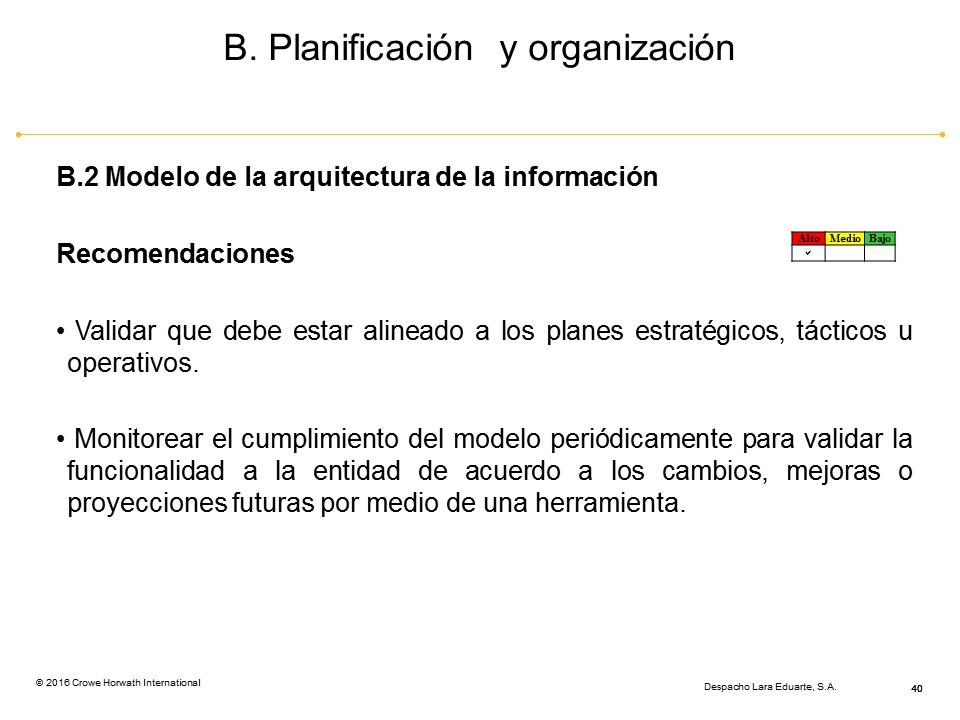 B. Planificación y organización
B.2 Modelo de la arquitectura de la información
Recomendaciones
Alto Medio Bajo
✓
• Validar que debe estar alineado a los planes estratégicos, tácticos u
operativos.
• Monitorear el cumplimiento del modelo periódicamente para validar la
funcionalidad a la entidad de acuerdo a los cambios, mejoras o
proyecciones futuras por medio de una herramienta.
© 2016 Crowe Horwath International
Despacho Lara Eduarte, S.A.
40